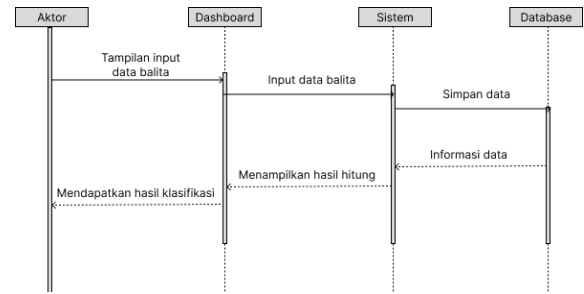 Aktor
Dashboard
Sistem
Database
Tampilan input
data balita
Input data balita
Simpan data
Informasi data
Menampilkan hasil hitung
Mendapatkan hasil klasifikasi